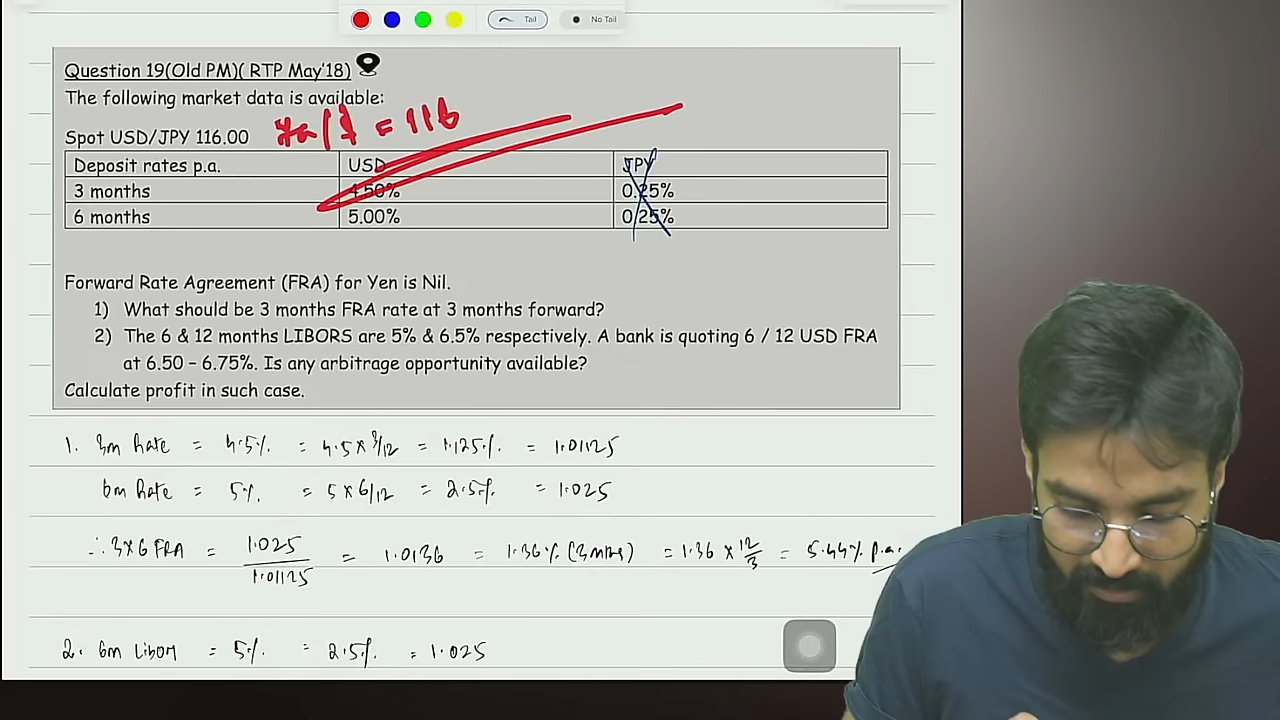 Tail
No Tail
Question 19(Old PM)( RTP May'18)
The following market data is available:
Spot USD/JPY 116.00
Yen/$ = 116
Deposit rates p.a. USD JPY
3 months 4.50% 0.25%
6 months 5.00% 0.25%
Forward Rate Agreement (FRA) for Yen is Nil.
1) What should be 3 months FRA rate at 3 months forward?
2) The 6 & 12 months LIBORS are 5% & 6.5% respectively. A bank is quoting 6 / 12 USD FRA
at 6.50 – 6.75%. Is any arbitrage opportunity available?
Calculate profit in such case.
1. 3m Rate = 4.5% = 4.5 x 3/12 = 1.125% = 1.01125
6m Rate = 5% = 5 x 6/12 = 2.5% = 1.025
∴ 3x6 FRA = 1.025/1.01125 = 1.0136 = 1.36% (3 mths) = 1.36 x 12/3 = 5.44% p.a.
2. 6m LIBOR = 5% = 2.5% = 1.025